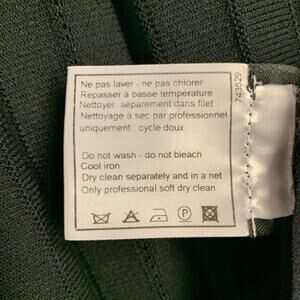 Ne pas laver - ne pas chlorer
Repasser à basse température
Nettoyer séparement dans filet
Nettoyage à sec par professionnel
uniquement : cycle doux
Do not wash - do not bleach
Cool iron
Dry clean separately and in a net
Only professional soft dry clean
743529